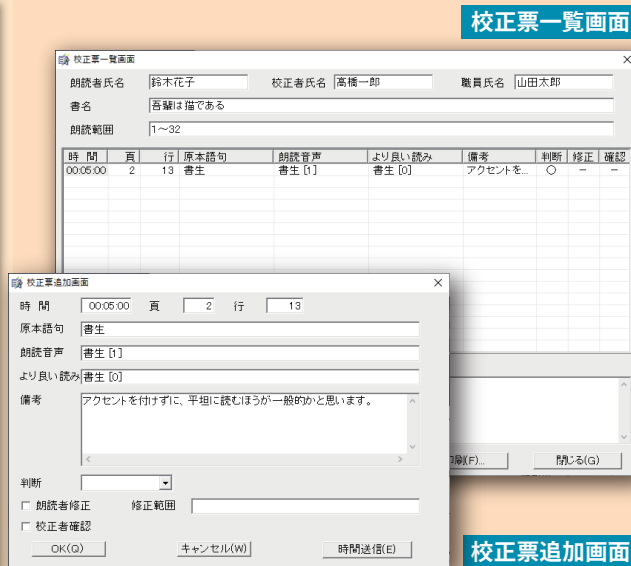 校正票一覧画面
校正票一覧画面
朗読者氏名 鈴木花子 校正者氏名 高橋一郎 職員氏名 山田太郎
書名 吾輩は猫である
朗読範囲 1～32
時 間 頁 行 原本語句 朗読音声 より良い読み 備考 判断 修正 確認
00:05:00 2 13 書生 書生 [1] 書生 [0] アクセントを... ○ − −
校正票追加画面
時 間 00:05:00 頁 2 行 13
原本語句 書生
朗読音声 書生 [1]
より良い読み 書生 [0]
備考 アクセントを付けずに、平坦に読むほうが一般的かと思います。
判断
朗読者修正 修正範囲
校正者確認
OK(Q) キャンセル(W) 時間送信(E)
印刷(F)... 閉じる(G)
校正票追加画面